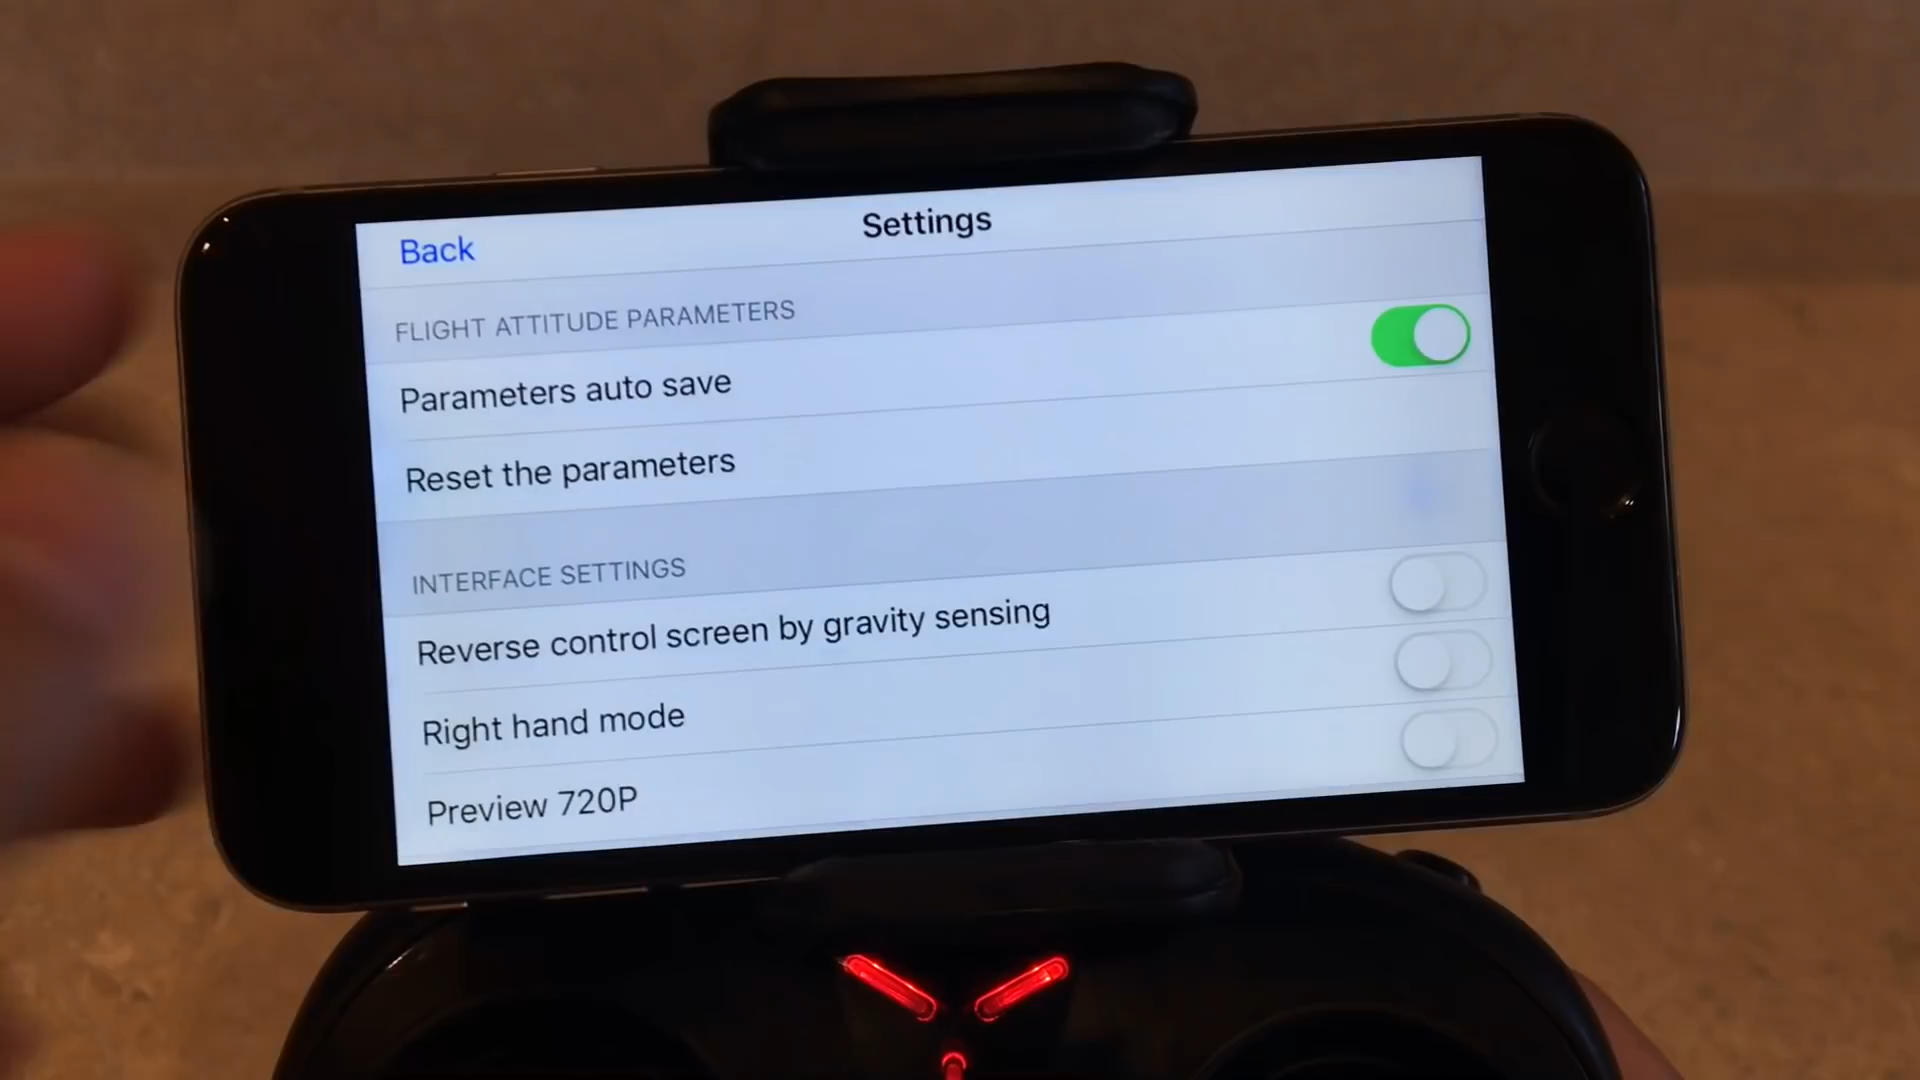 Back
Settings
FLIGHT ATTITUDE PARAMETERS
Parameters auto save
Reset the parameters
INTERFACE SETTINGS
Reverse control screen by gravity sensing
Right hand mode
Preview 720P